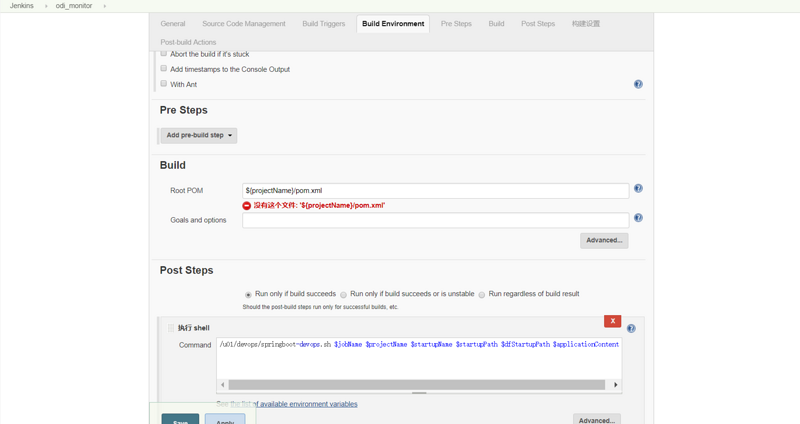 Jenkins › odi_monitor ›
General Source Code Management Build Triggers Build Environment Pre Steps Build Post Steps 构建设置
Post-build Actions
Abort the build if it's stuck
Add timestamps to the Console Output
With Ant
Pre Steps
Add pre-build step
Build
Root POM ${projectName}/pom.xml
没有这个文件: '${projectName}/pom.xml'
Goals and options
Advanced...
Post Steps
Run only if build succeeds Run only if build succeeds or is unstable Run regardless of build result
Should the post-build steps run only for successful builds, etc.
X
执行 shell
Command /u01/devops/springboot-devops.sh $jobName $projectName $startupName $startupPath $dfStartupPath $applicationContent
See the list of available environment variables
Save Apply
Advanced...